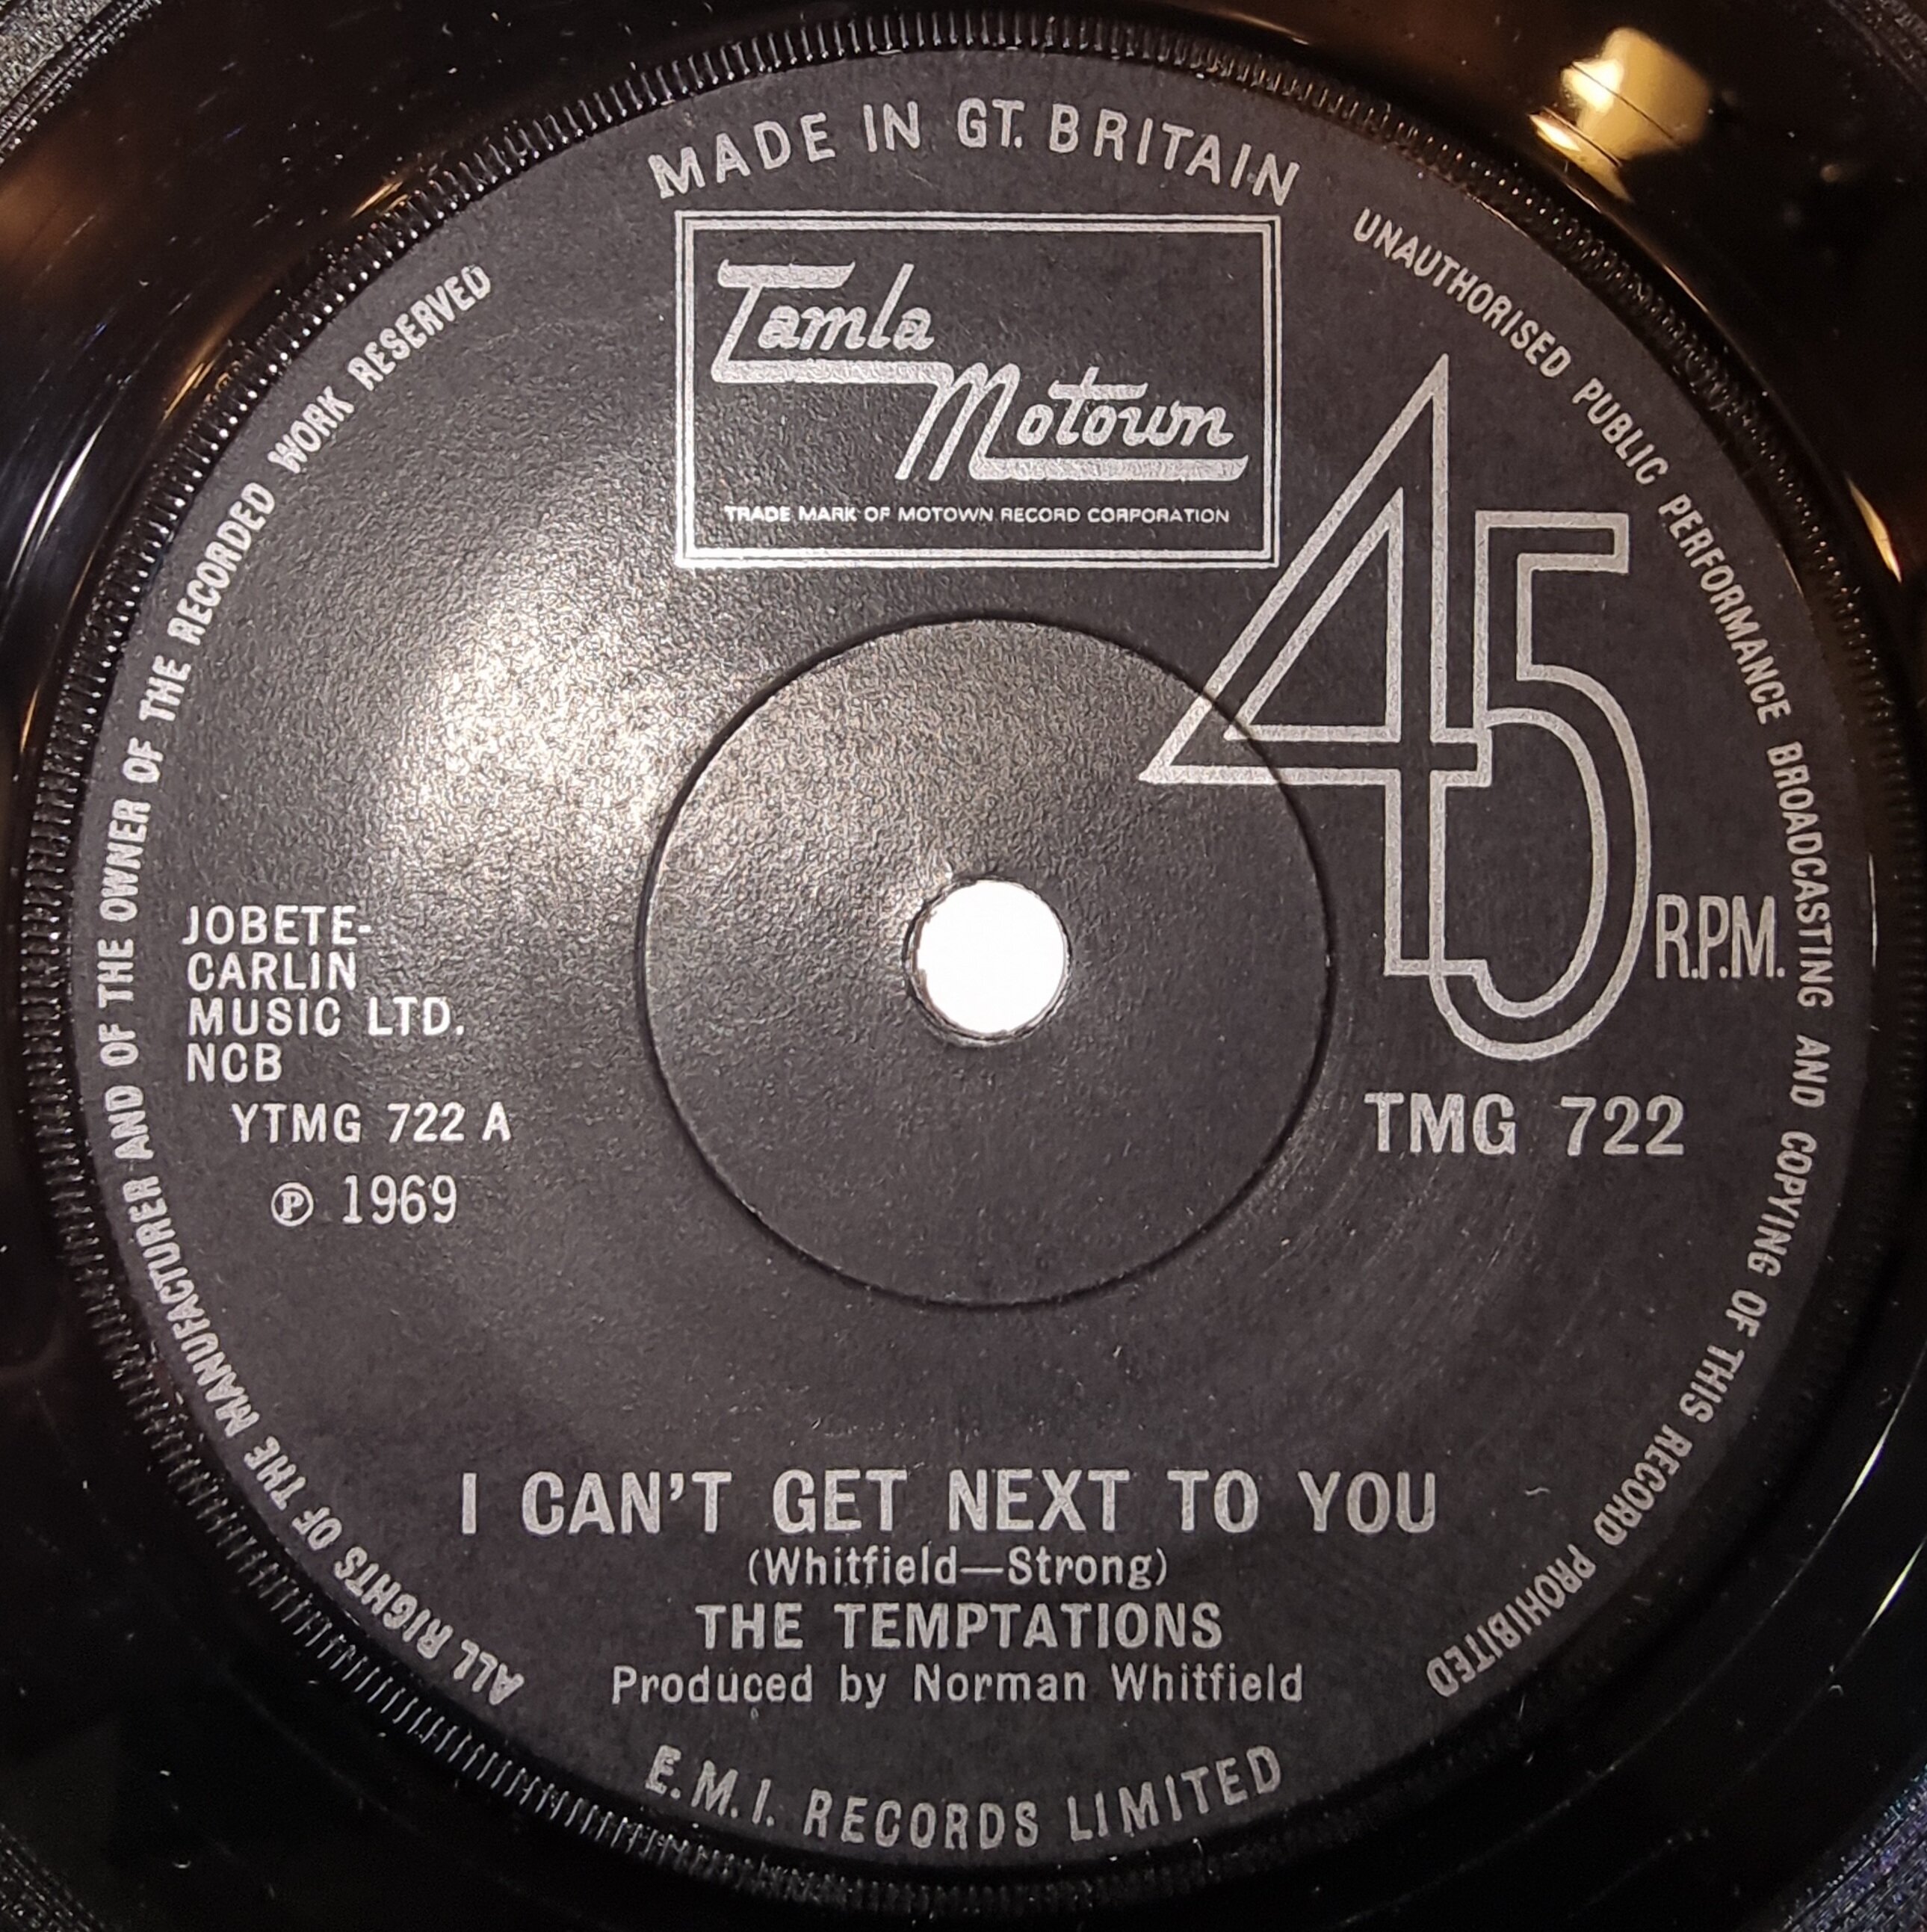 MADE IN GT. BRITAIN
Tamla
Motown
TRADE MARK OF MOTOWN RECORD CORPORATION
ALL RIGHTS OF THE MANUFACTURER AND OF THE OWNER OF THE RECORDED WORK RESERVED
UNAUTHORISED PUBLIC PERFORMANCE BROADCASTING AND COPYING OF THIS RECORD PROHIBITED
45
R.P.M.
JOBETE-
CARLIN
MUSIC LTD.
NCB
YTMG 722 A
℗ 1969
TMG 722
I CAN'T GET NEXT TO YOU
(Whitfield—Strong)
THE TEMPTATIONS
Produced by Norman Whitfield
E.M.I. RECORDS LIMITED